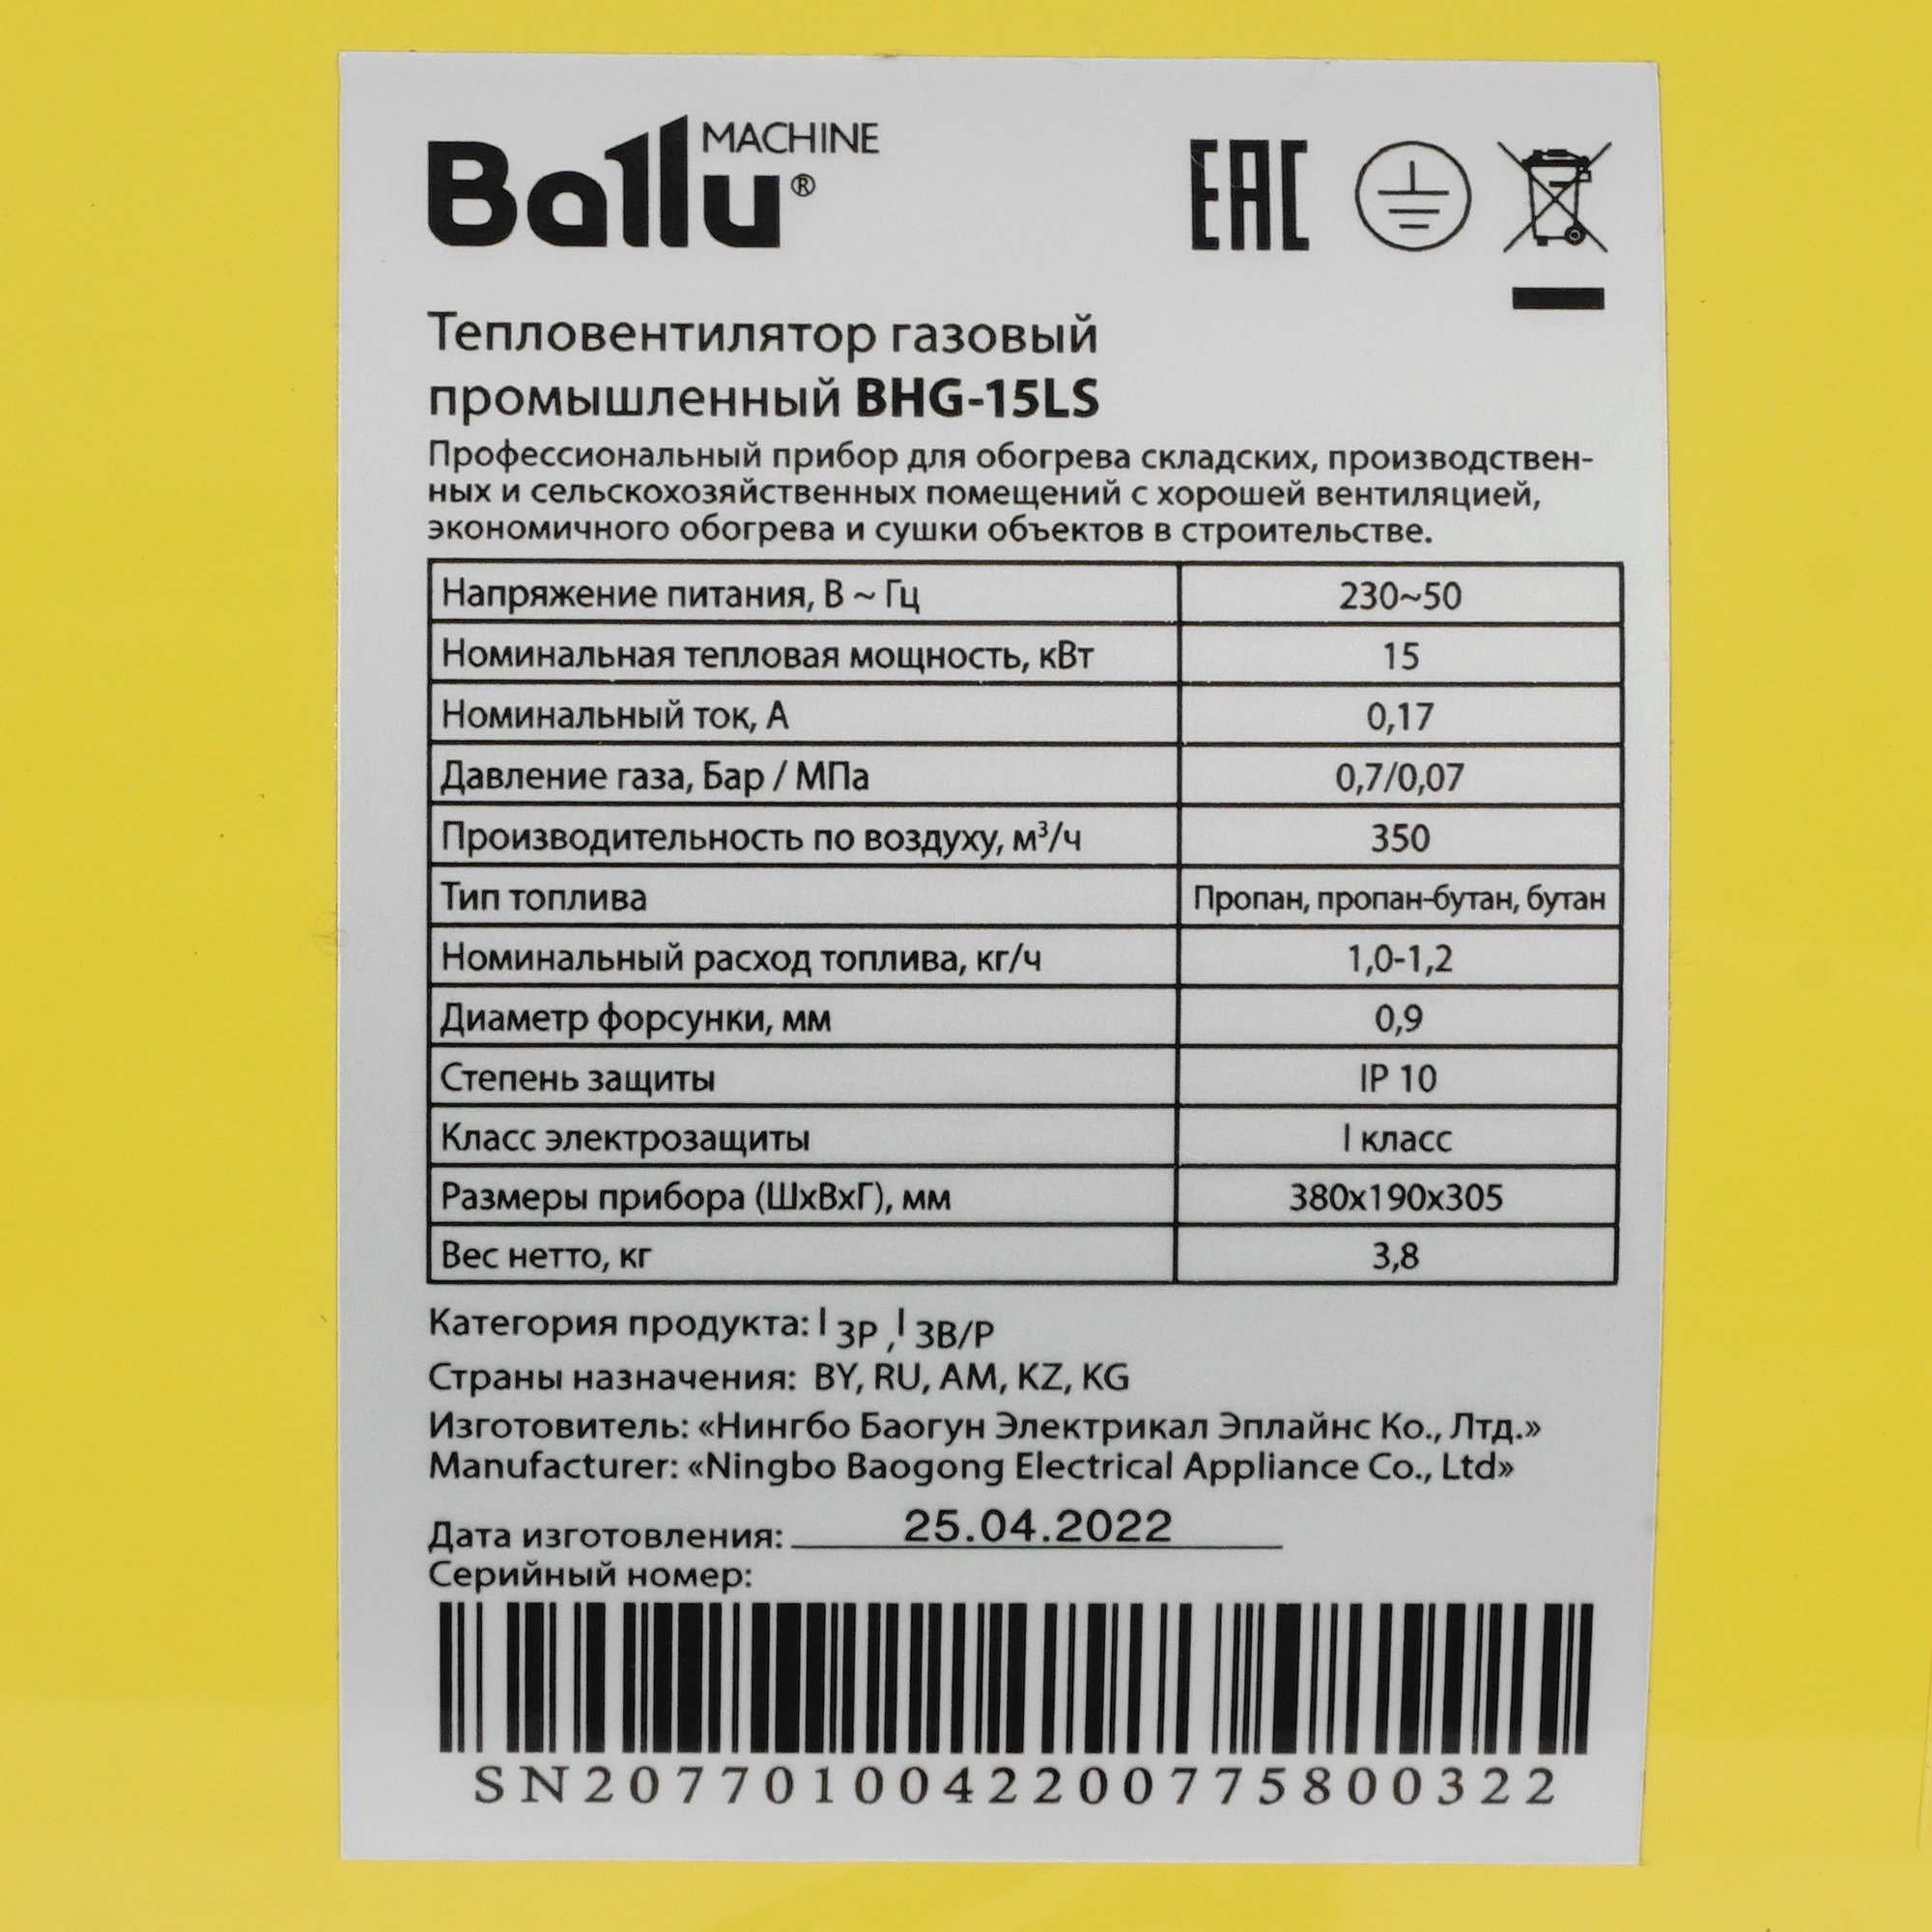 Ballu® MACHINE
EAC
Тепловентилятор газовый
промышленный BHG-15LS
Профессиональный прибор для обогрева складских, производствен-
ных и сельскохозяйственных помещений с хорошей вентиляцией,
экономичного обогрева и сушки объектов в строительстве.
Напряжение питания, В ~ Гц 230~50
Номинальная тепловая мощность, кВт 15
Номинальный ток, А 0,17
Давление газа, Бар / МПа 0,7/0,07
Производительность по воздуху, м³/ч 350
Тип топлива Пропан, пропан-бутан, бутан
Номинальный расход топлива, кг/ч 1,0-1,2
Диаметр форсунки, мм 0,9
Степень защиты IP 10
Класс электрозащиты I класс
Размеры прибора (ШxВxГ), мм 380x190x305
Вес нетто, кг 3,8
Категория продукта: I 3P , I 3B/P
Страны назначения: BY, RU, AM, KZ, KG
Изготовитель: «Нингбо Баогун Электрикал Эплайнс Ко., Лтд.»
Manufacturer: «Ningbo Baogong Electrical Appliance Co., Ltd»
Дата изготовления: 25.04.2022
Серийный номер:
SN2077010042200775800322